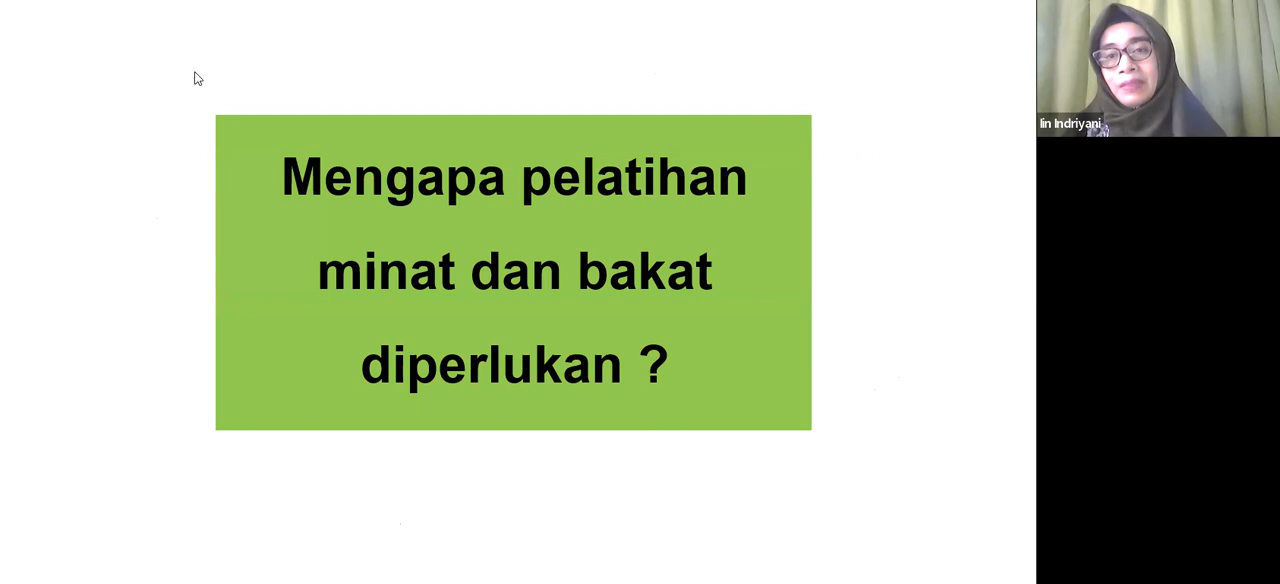 Mengapa pelatihan
minat dan bakat
diperlukan ?
Iin Indriyani